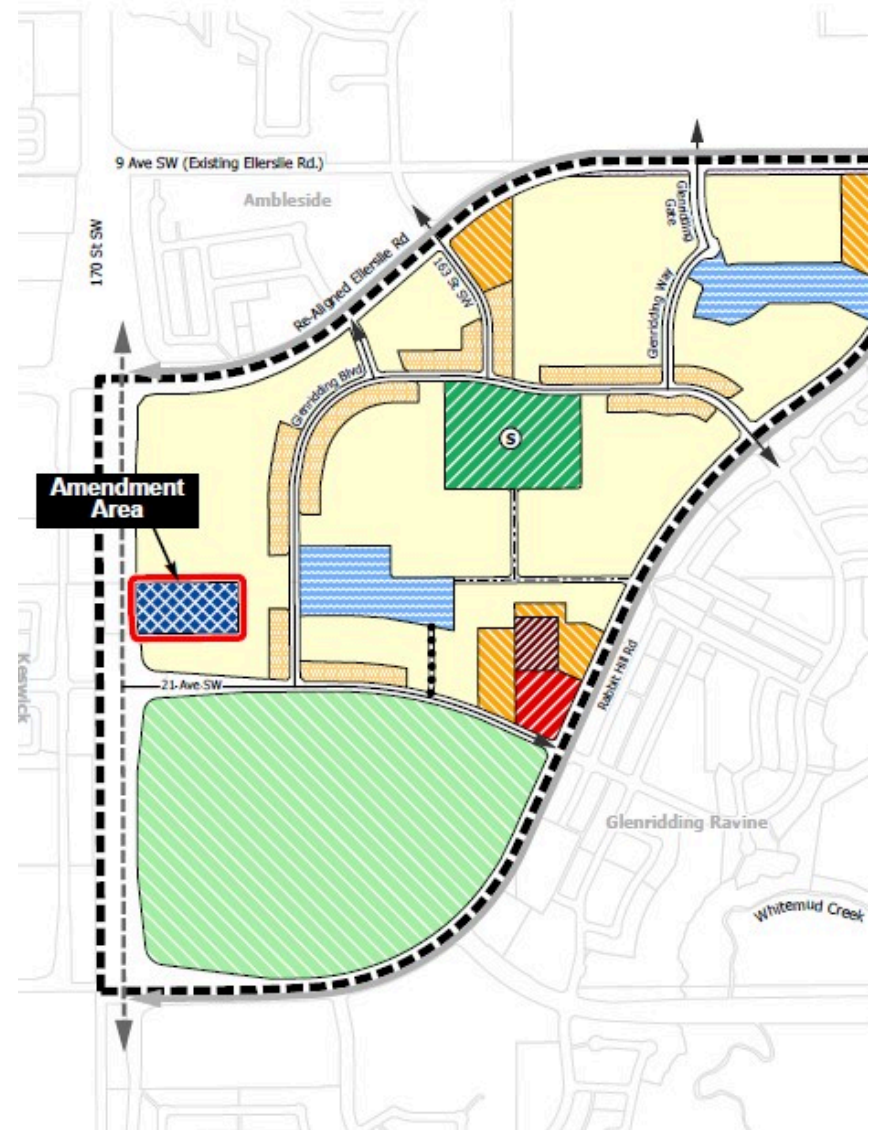 9 Ave SW (Existing Ellerslie Rd.)
Ambleside
170 St SW
Re-Aligned Ellerslie Rd
163 St SW
Glenridding
Gate
Glenridding Way
Glenridding Blvd
S
Amendment
Area
Keswick
21 Ave SW
Rabbit Hill Rd
Glenridding Ravine
Whitemud Creek